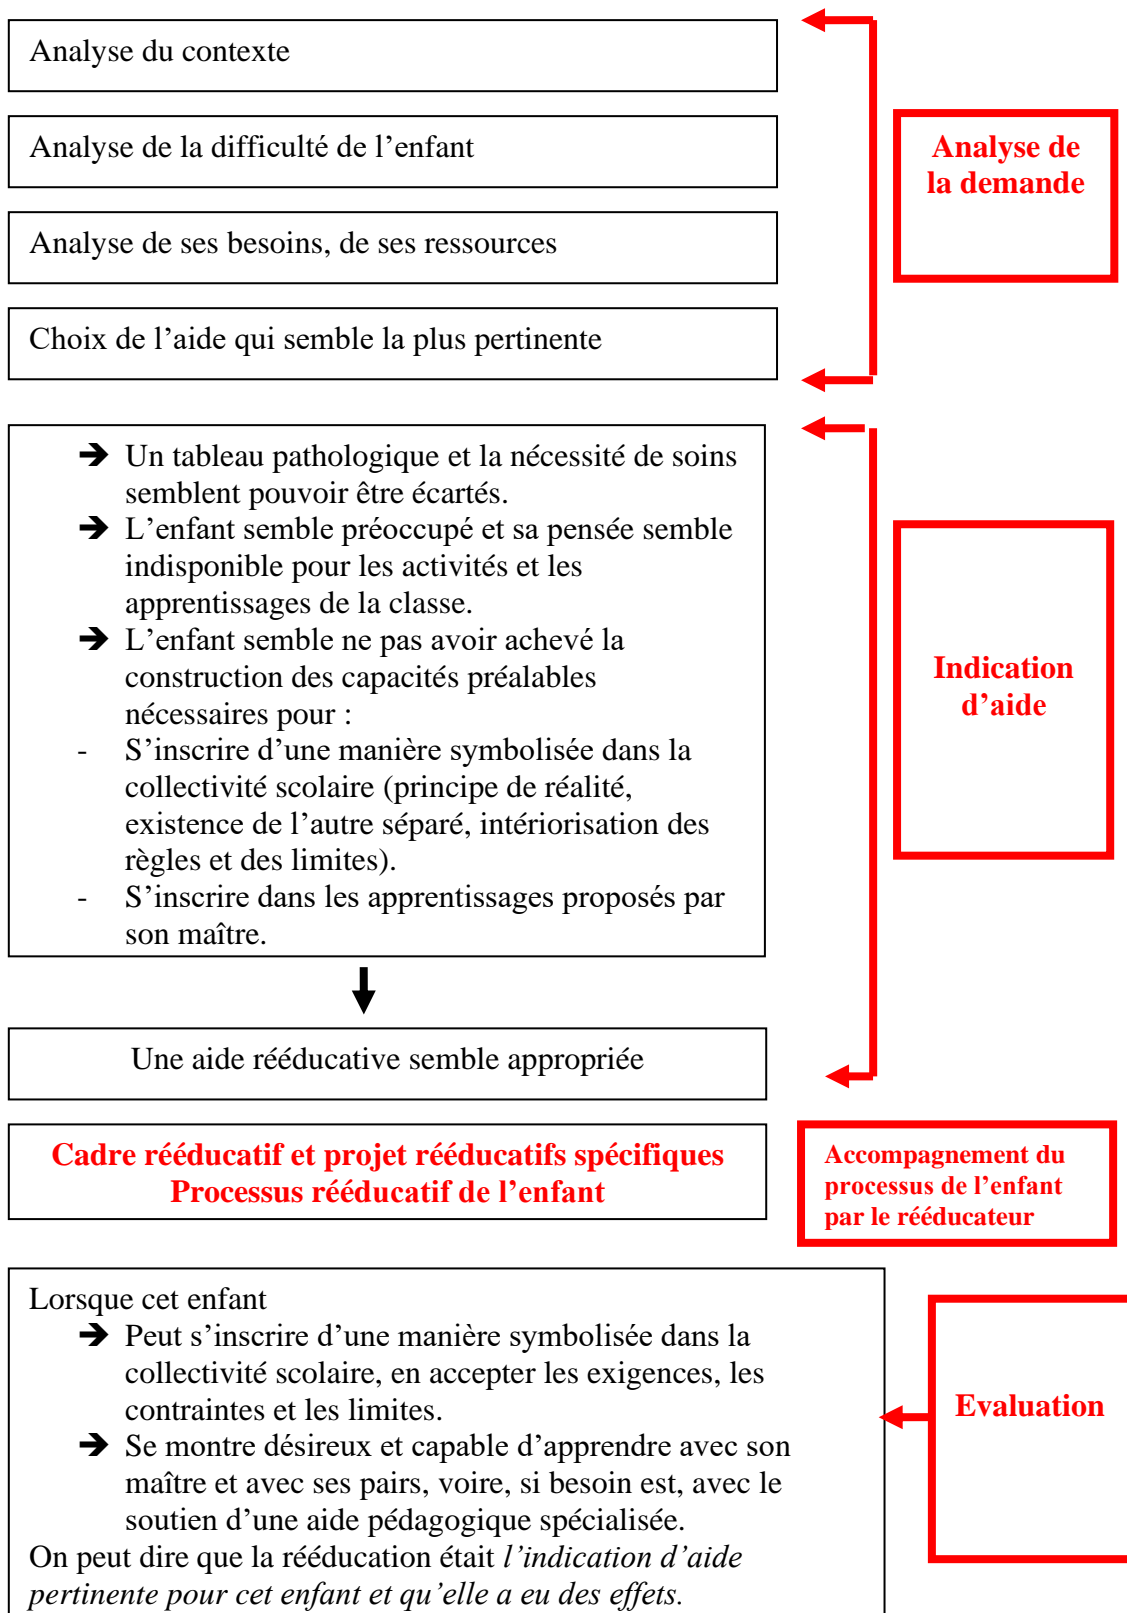 Analyse du contexte
Analyse de la difficulté de l’enfant
Analyse de ses besoins, de ses ressources
Choix de l’aide qui semble la plus pertinente
Analyse de
la demande
➔ Un tableau pathologique et la nécessité de soins
semblent pouvoir être écartés.
➔ L’enfant semble préoccupé et sa pensée semble
indisponible pour les activités et les
apprentissages de la classe.
➔ L’enfant semble ne pas avoir achevé la
construction des capacités préalables
nécessaires pour :
- S’inscrire d’une manière symbolisée dans la
collectivité scolaire (principe de réalité,
existence de l’autre séparé, intériorisation des
règles et des limites).
- S’inscrire dans les apprentissages proposés par
son maître.
Indication
d’aide
Une aide rééducative semble appropriée
Cadre rééducatif et projet rééducatifs spécifiques
Processus rééducatif de l’enfant
Accompagnement du
processus de l’enfant
par le rééducateur
Lorsque cet enfant
➔ Peut s’inscrire d’une manière symbolisée dans la
collectivité scolaire, en accepter les exigences, les
contraintes et les limites.
➔ Se montre désireux et capable d’apprendre avec son
maître et avec ses pairs, voire, si besoin est, avec le
soutien d’une aide pédagogique spécialisée.
On peut dire que la rééducation était l’indication d’aide
pertinente pour cet enfant et qu’elle a eu des effets.
Evaluation